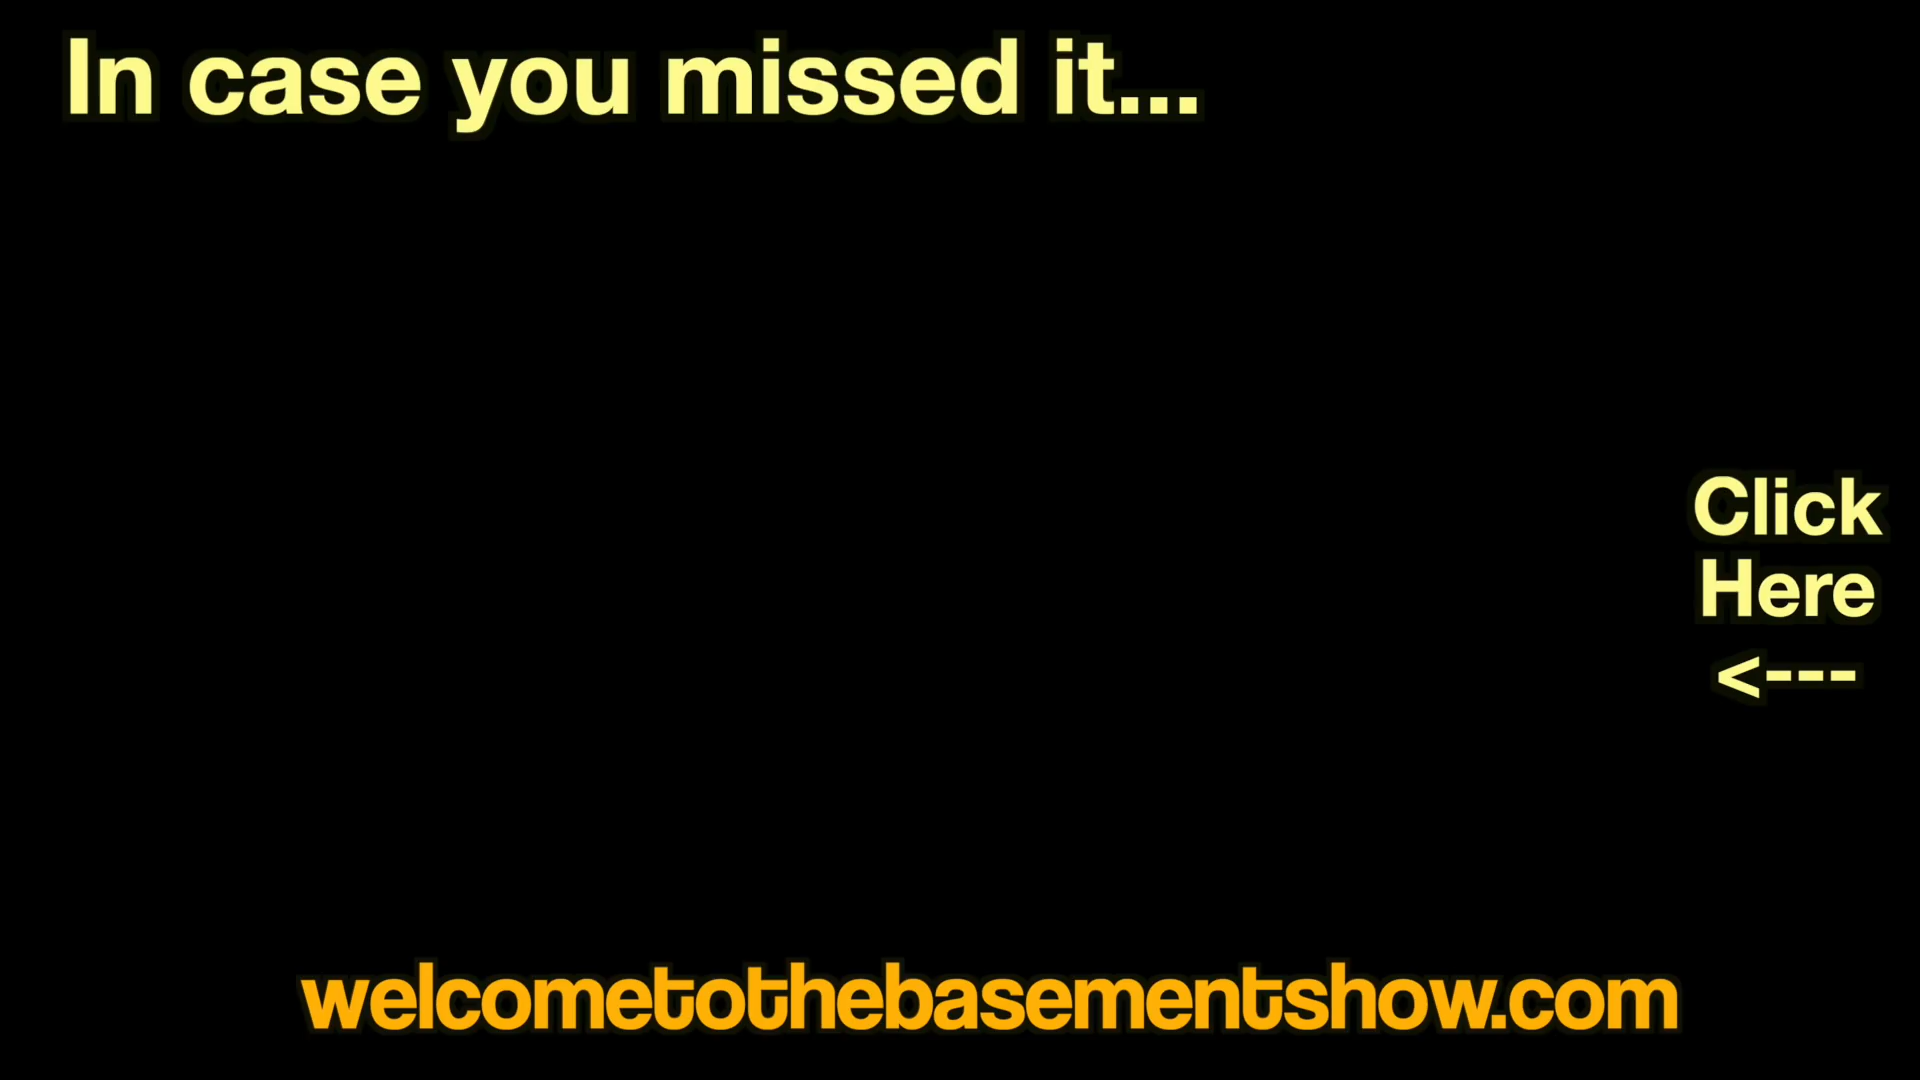 In case you missed it...
Click
Here
<---
welcometothebasementshow.com